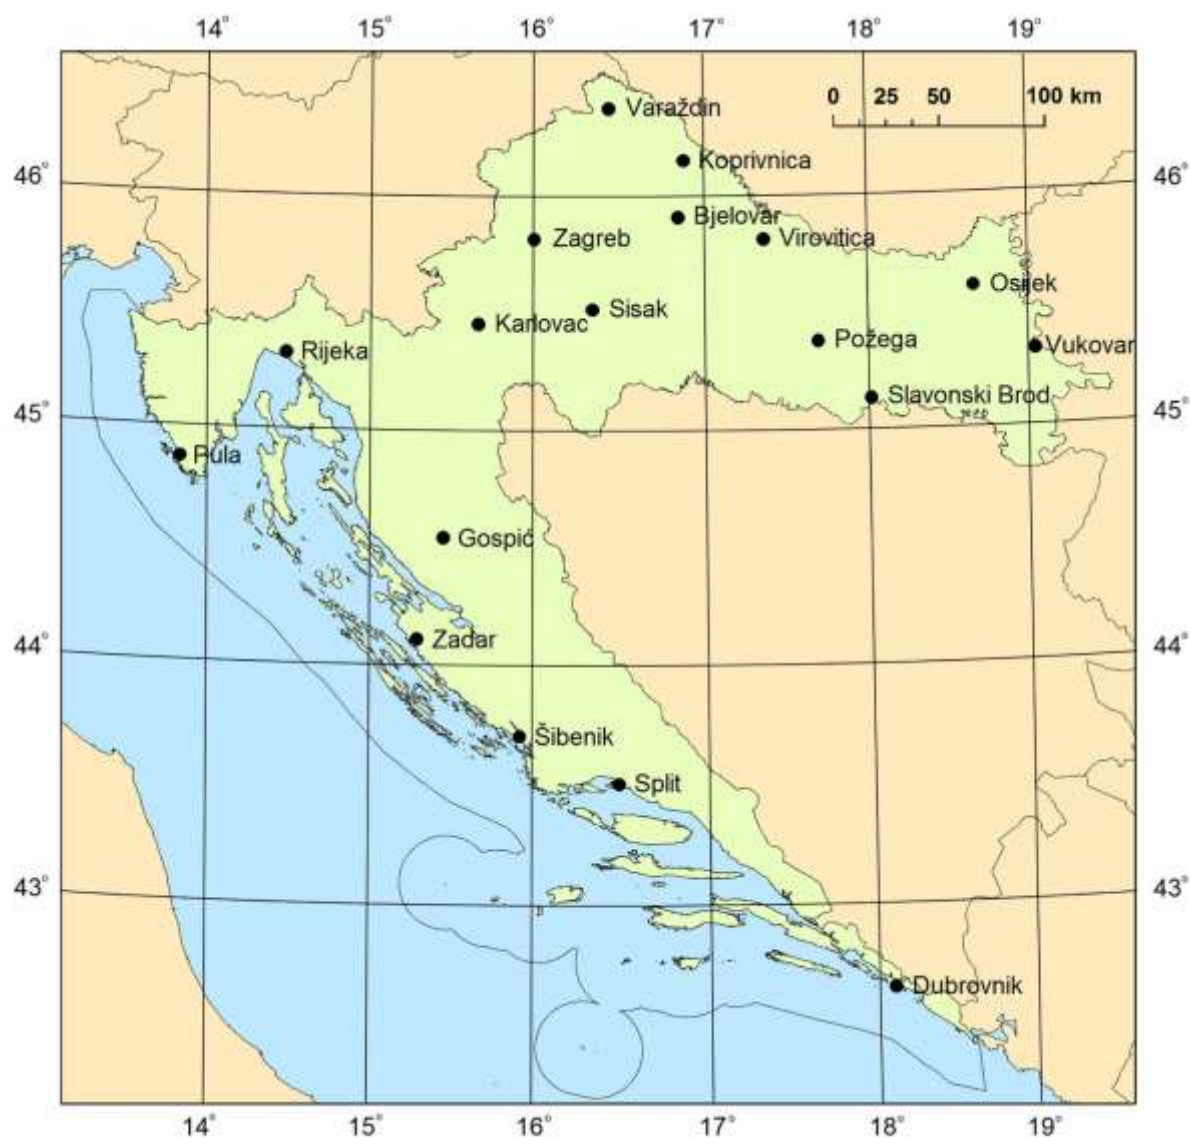 14° 15° 16° 17° 18° 19°
0 25 50 100 km
Varaždin
Koprivnica
46° 46°
Bjelovar
Zagreb Virovitica
Osijek
Sisak
Karlovac
Požega
Vukovar
Rijeka
Slavonski Brod
45° 45°
Pula
Gospić
Zadar
44° 44°
Šibenik
Split
43° 43°
Dubrovnik
14° 15° 16° 17° 18° 19°